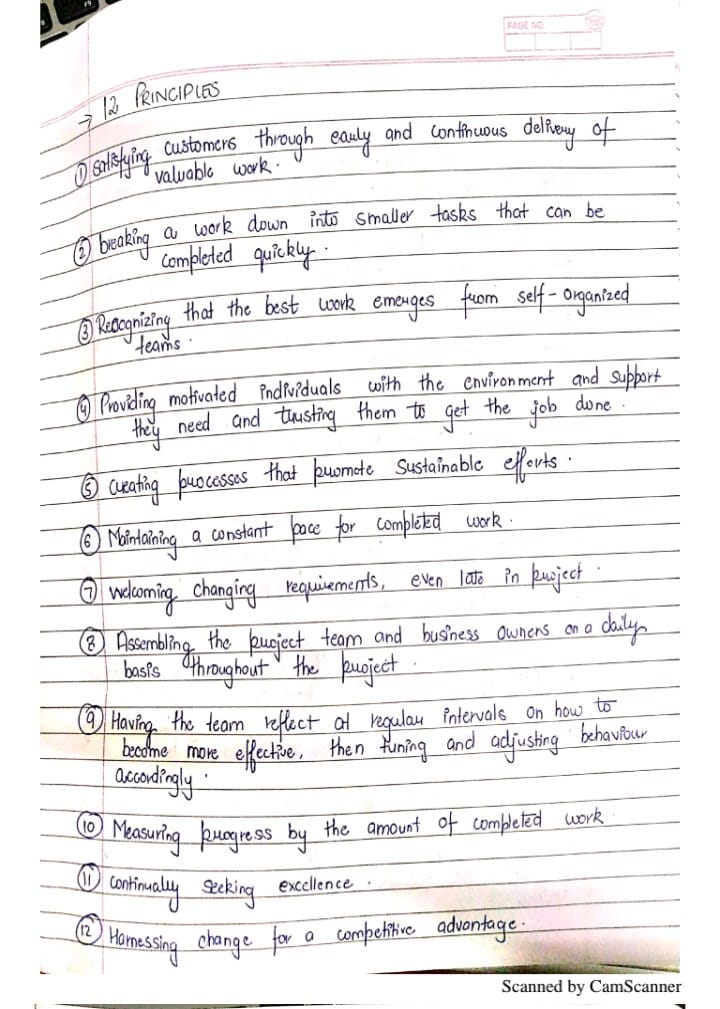 PAGE NO.
→ 12 PRINCIPLES
① Satisfying customers through early and continuous delivery of
valuable work.
② breaking a work down into smaller tasks that can be
completed quickly.
③ Recognizing that the best work emerges from self-organized
teams.
④ Providing motivated individuals with the environment and support
they need and trusting them to get the job done.
⑤ creating processes that promote sustainable efforts.
⑥ Maintaining a constant pace for completed work.
⑦ welcoming changing requirements, even late in project.
⑧ Assembling the project team and business owners on a daily
basis throughout the project.
⑨ Having the team reflect at regular intervals on how to
become more effective, then tuning and adjusting behaviour
accordingly.
⑩ Measuring progress by the amount of completed work
⑪ continually seeking excellence.
⑫ Harnessing change for a competitive advantage.
Scanned by CamScanner